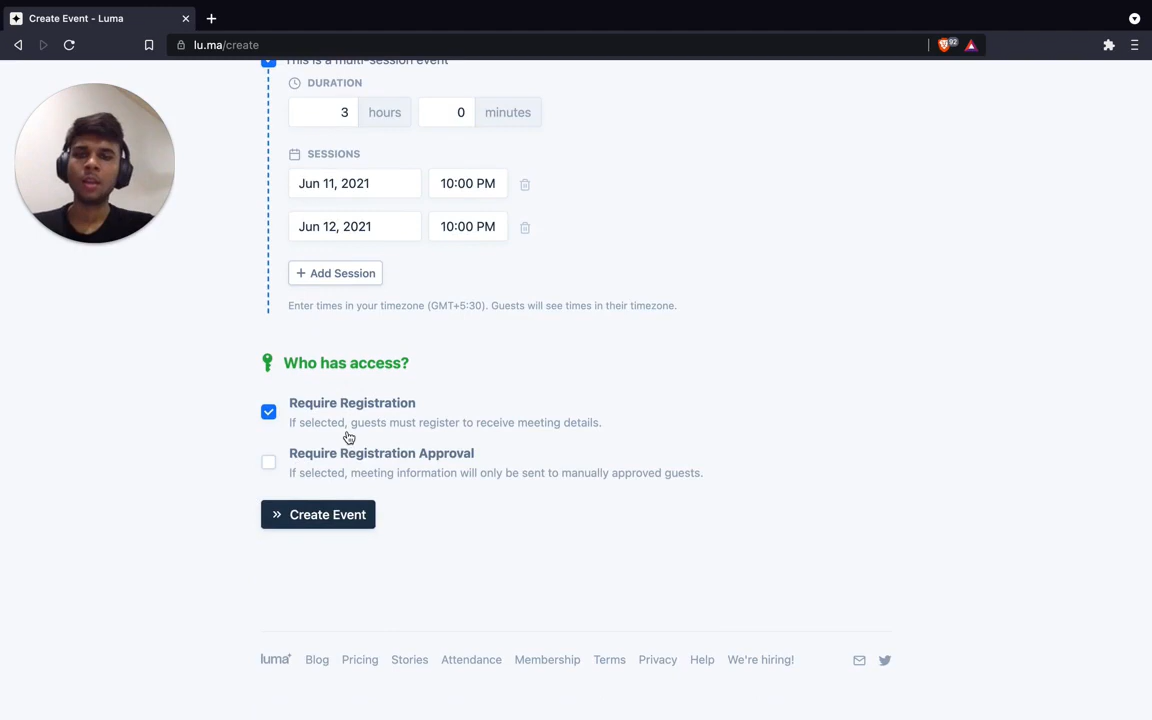 Create Event - Luma
lu.ma/create
92
This is a multi-session event
DURATION
3 hours 0 minutes
SESSIONS
Jun 11, 2021 10:00 PM
Jun 12, 2021 10:00 PM
+ Add Session
Enter times in your timezone (GMT+5:30). Guests will see times in their timezone.
Who has access?
Require Registration
If selected, guests must register to receive meeting details.
Require Registration Approval
If selected, meeting information will only be sent to manually approved guests.
Create Event
luma Blog Pricing Stories Attendance Membership Terms Privacy Help We're hiring!